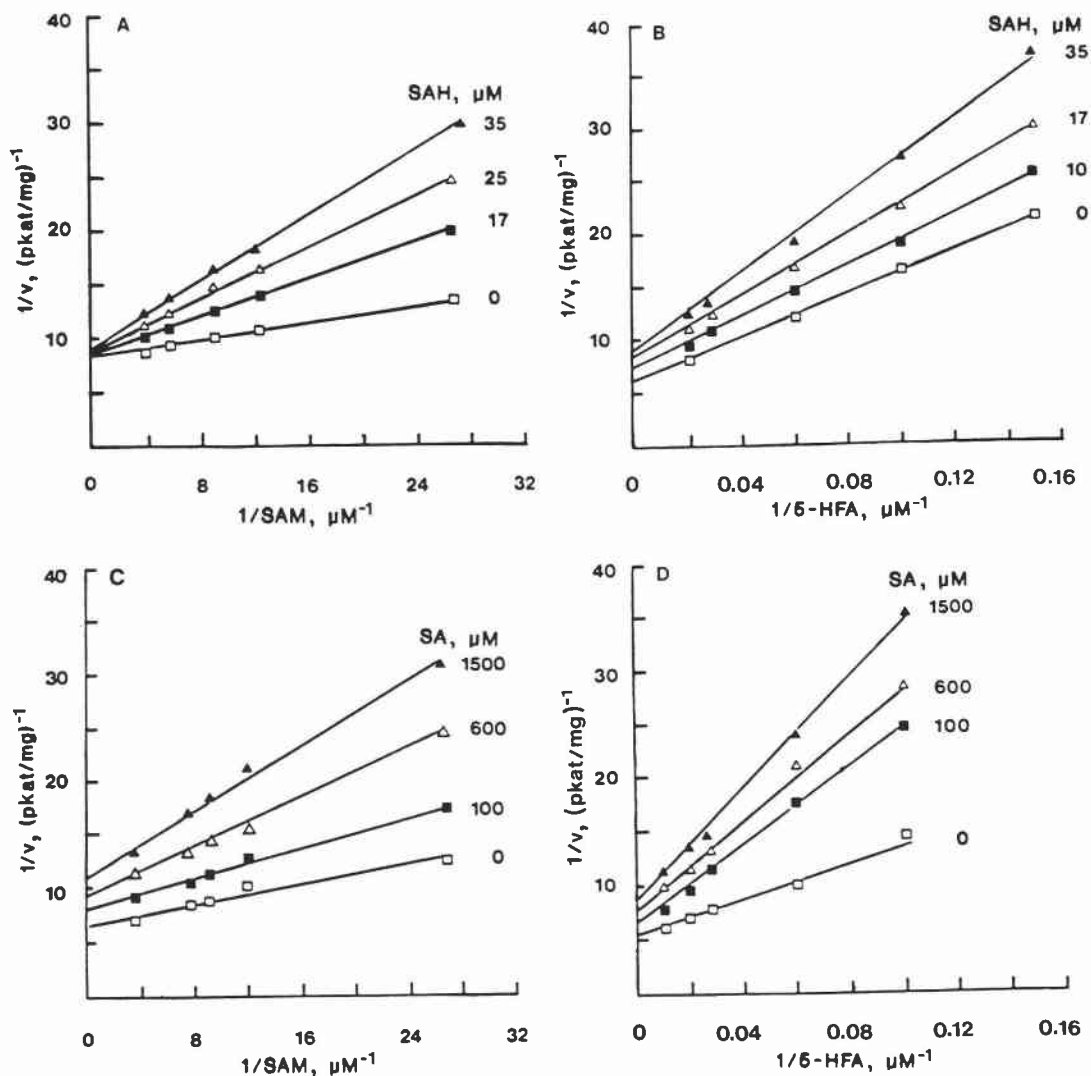 A
SAH, μM
35
25
17
0
40
30
20
10
1/v, (pkat/mg)⁻¹
0 8 16 24 32
1/SAM, μM⁻¹
B
SAH, μM
35
17
10
0
40
30
20
10
1/v, (pkat/mg)⁻¹
0 0.04 0.08 0.12 0.16
1/5-HFA, μM⁻¹
C
SA, μM
1500
600
100
0
40
30
20
10
1/v, (pkat/mg)⁻¹
0 8 16 24 32
1/SAM, μM⁻¹
D
SA, μM
1500
600
100
0
40
30
20
10
1/v, (pkat/mg)⁻¹
0 0.04 0.08 0.12 0.16
1/5-HFA, μM⁻¹